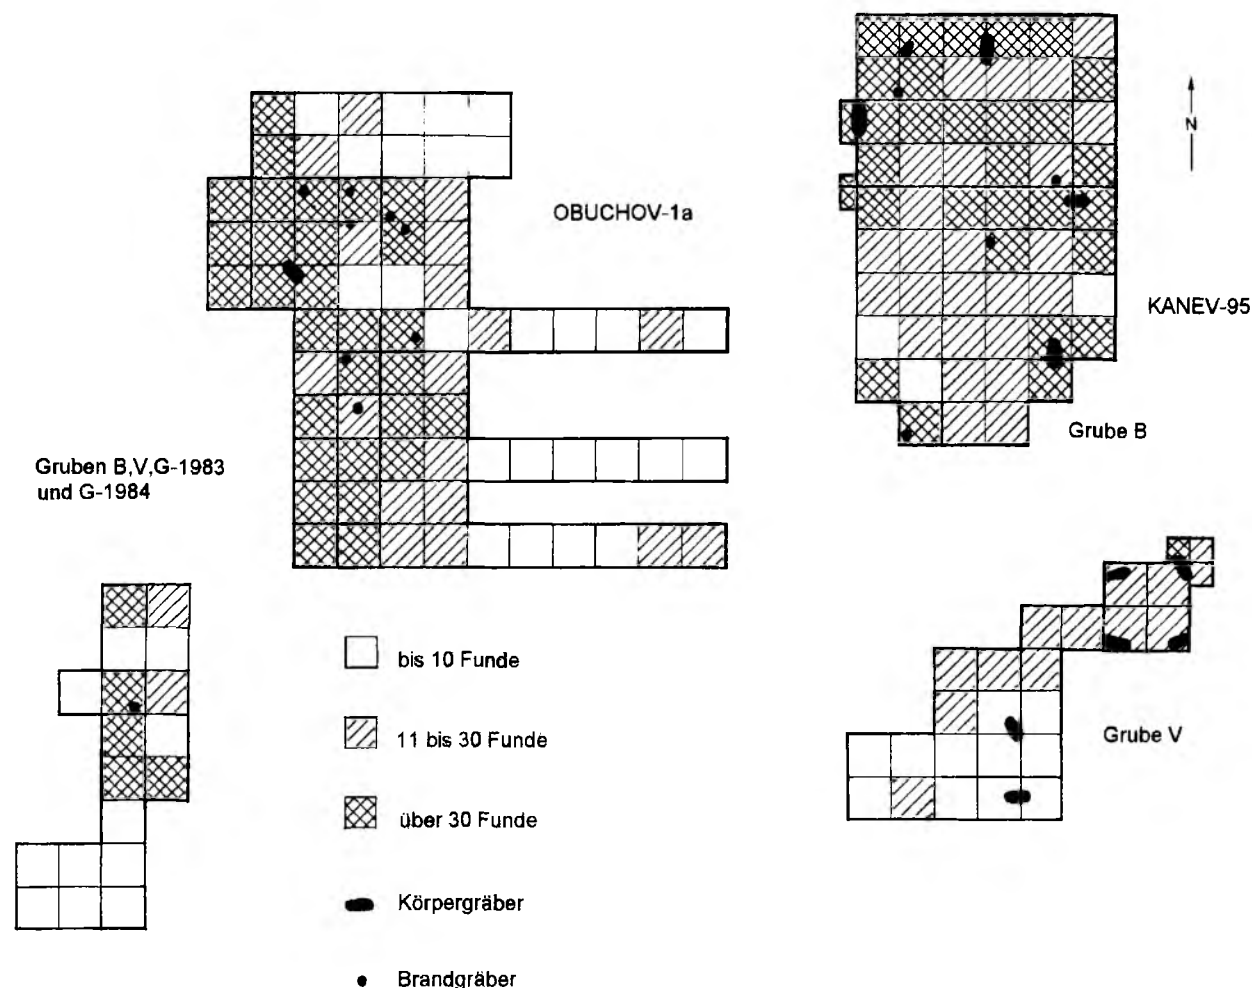 N
OBUCHOV-1a
KANEV-95
Grube B
Gruben B,V,G-1983
und G-1984
Grube V
bis 10 Funde
11 bis 30 Funde
über 30 Funde
Körpergräber
Brandgräber